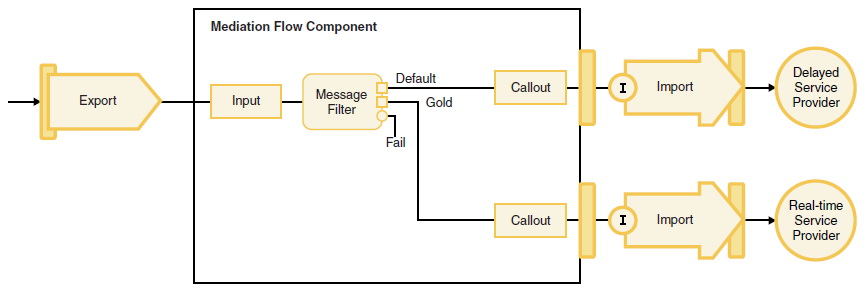 Mediation Flow Component
Export
Input
Message
Filter
Default
Gold
Fail
Callout
I
Import
Delayed
Service
Provider
Callout
I
Import
Real-time
Service
Provider